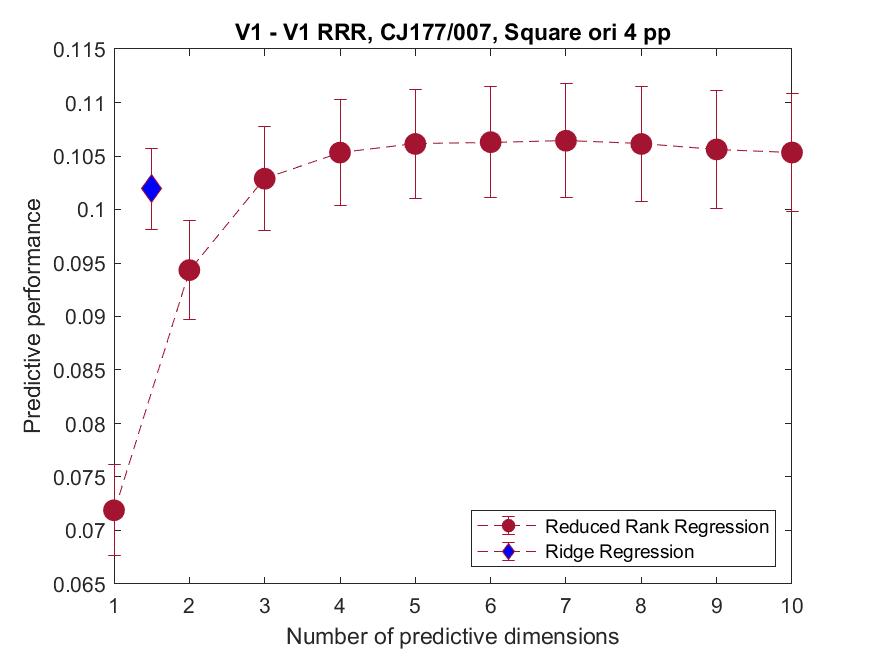 V1 - V1 RRR, CJ177/007, Square ori 4 pp
0.115
0.11
0.105
0.1
0.095
0.09
0.085
0.08
0.075
0.07
0.065
Predictive performance
Reduced Rank Regression
Ridge Regression
1 2 3 4 5 6 7 8 9 10
Number of predictive dimensions